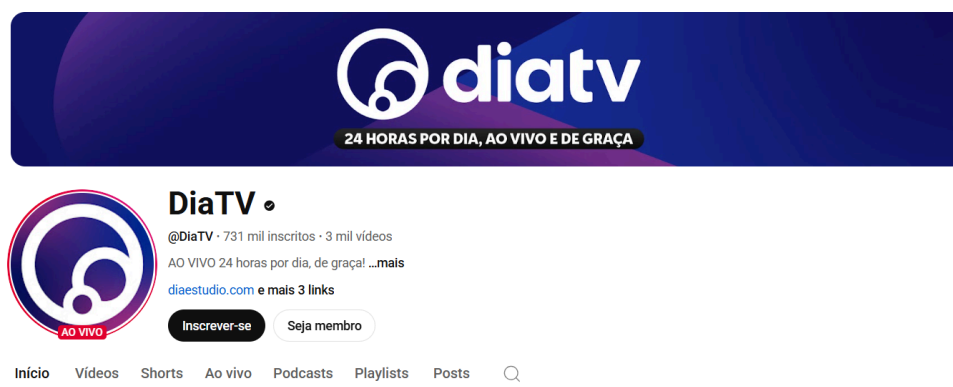 diatv
24 HORAS POR DIA, AO VIVO E DE GRAÇA
DiaTV
@DiaTV · 731 mil inscritos · 3 mil vídeos
AO VIVO 24 horas por dia, de graça! ...mais
diaestudio.com e mais 3 links
AO VIVO
Inscrever-se Seja membro
Início Vídeos Shorts Ao vivo Podcasts Playlists Posts